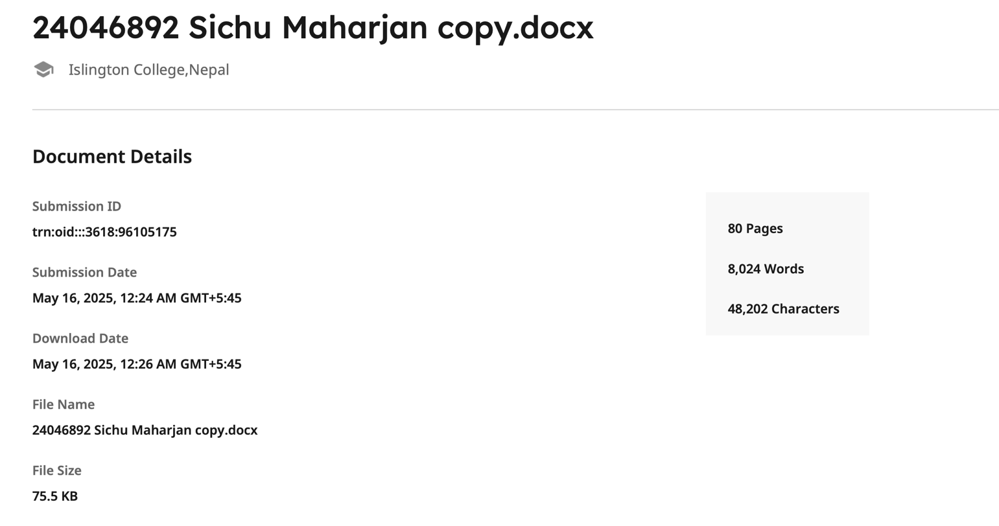 24046892 Sichu Maharjan copy.docx
Islington College,Nepal
Document Details
Submission ID
trn:oid:::3618:96105175
Submission Date
May 16, 2025, 12:24 AM GMT+5:45
Download Date
May 16, 2025, 12:26 AM GMT+5:45
File Name
24046892 Sichu Maharjan copy.docx
File Size
75.5 KB
80 Pages
8,024 Words
48,202 Characters